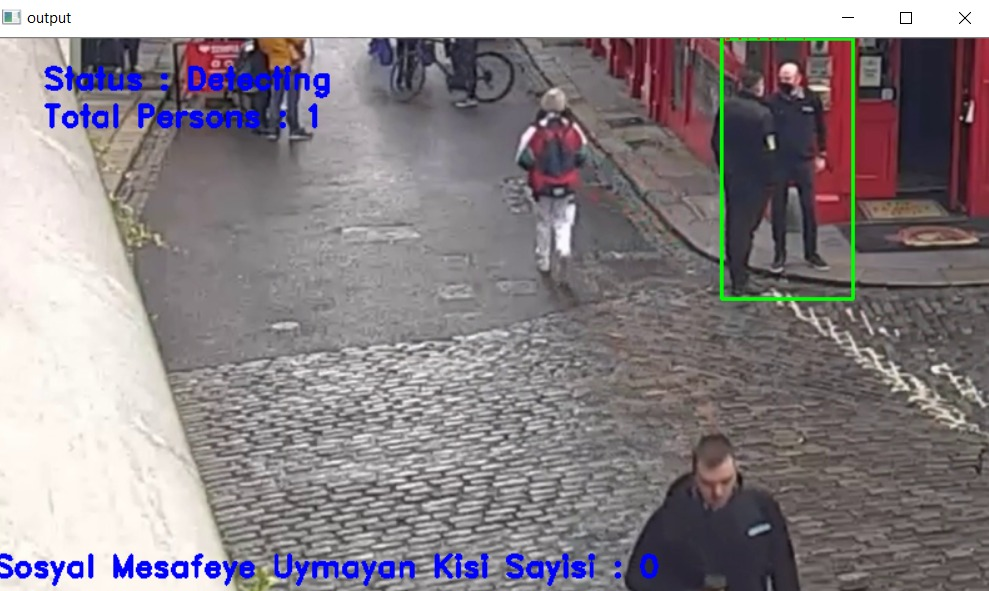 output
Status : Detecting
Total Persons : 1
Sosyal Mesafeye Uymayan Kisi Sayisi : 0